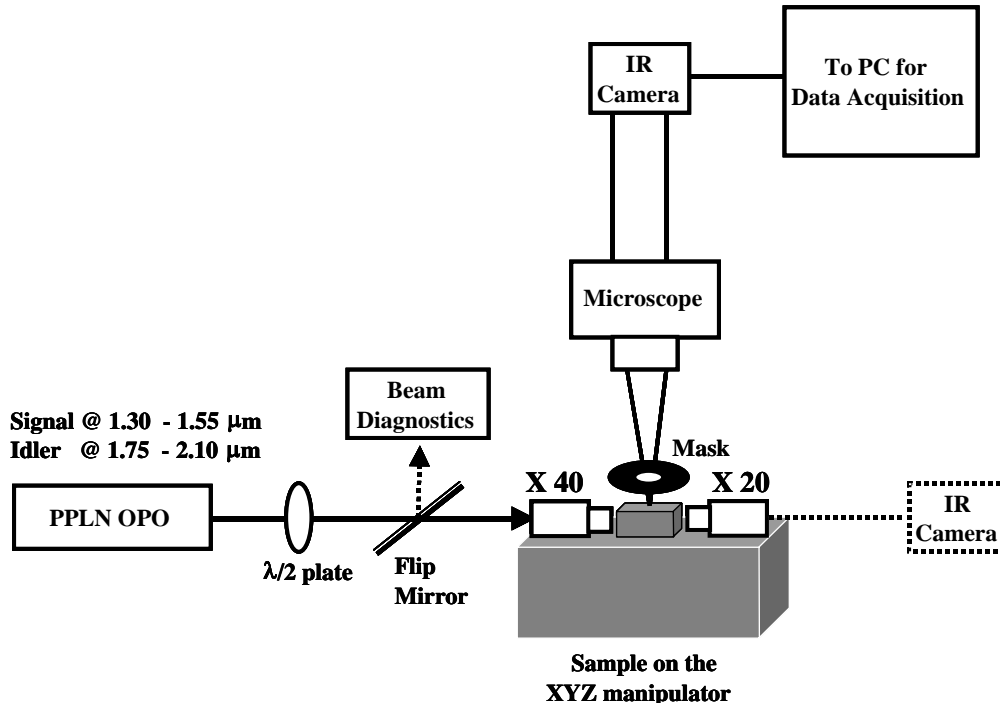 IR
Camera
To PC for
Data Acquisition
Microscope
Beam
Diagnostics
Signal @ 1.30 - 1.55 μm
Idler @ 1.75 - 2.10 μm
Mask
X 40
X 20
PPLN OPO
IR
Camera
λ/2 plate
Flip
Mirror
Sample on the
XYZ manipulator